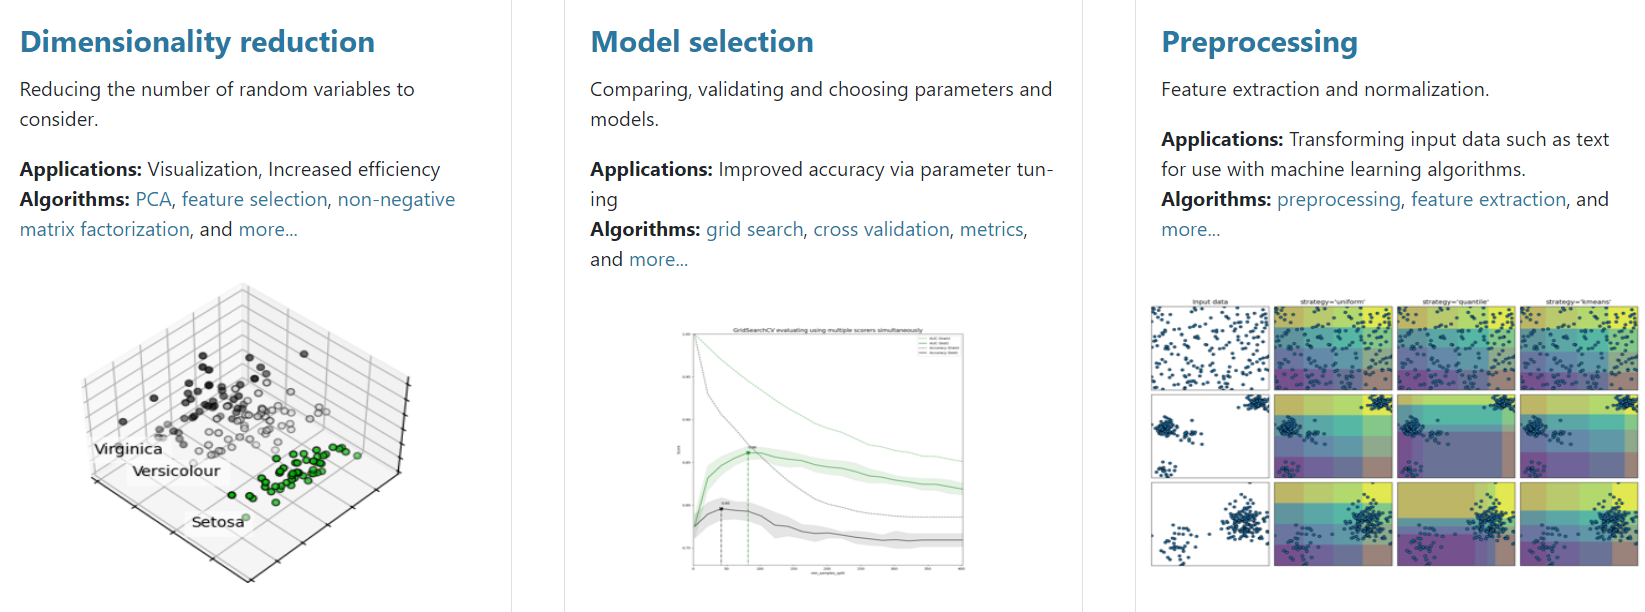 Dimensionality reduction
Reducing the number of random variables to
consider.
Applications: Visualization, Increased efficiency
Algorithms: PCA, feature selection, non-negative
matrix factorization, and more...
Virginica
Versicolour
Setosa
Model selection
Comparing, validating and choosing parameters and
models.
Applications: Improved accuracy via parameter tun-
ing
Algorithms: grid search, cross validation, metrics,
and more...
GridSearchCV evaluating using multiple scorers simultaneously
min_samples_split
Preprocessing
Feature extraction and normalization.
Applications: Transforming input data such as text
for use with machine learning algorithms.
Algorithms: preprocessing, feature extraction, and
more...
Input data
strategy='uniform'
strategy='quantile'
strategy='kmeans'